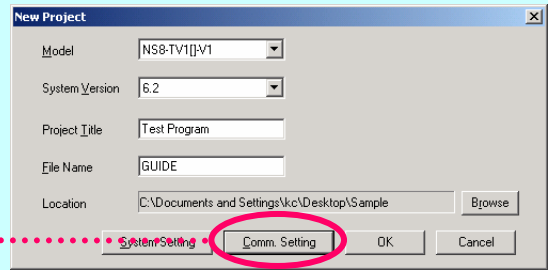 New Project
Model NS8-TV1[]-V1
System Version 6.2
Project Title Test Program
File Name GUIDE
Location C:\Documents and Settings\kc\Desktop\Sample Browse
System Setting Comm. Setting OK Cancel